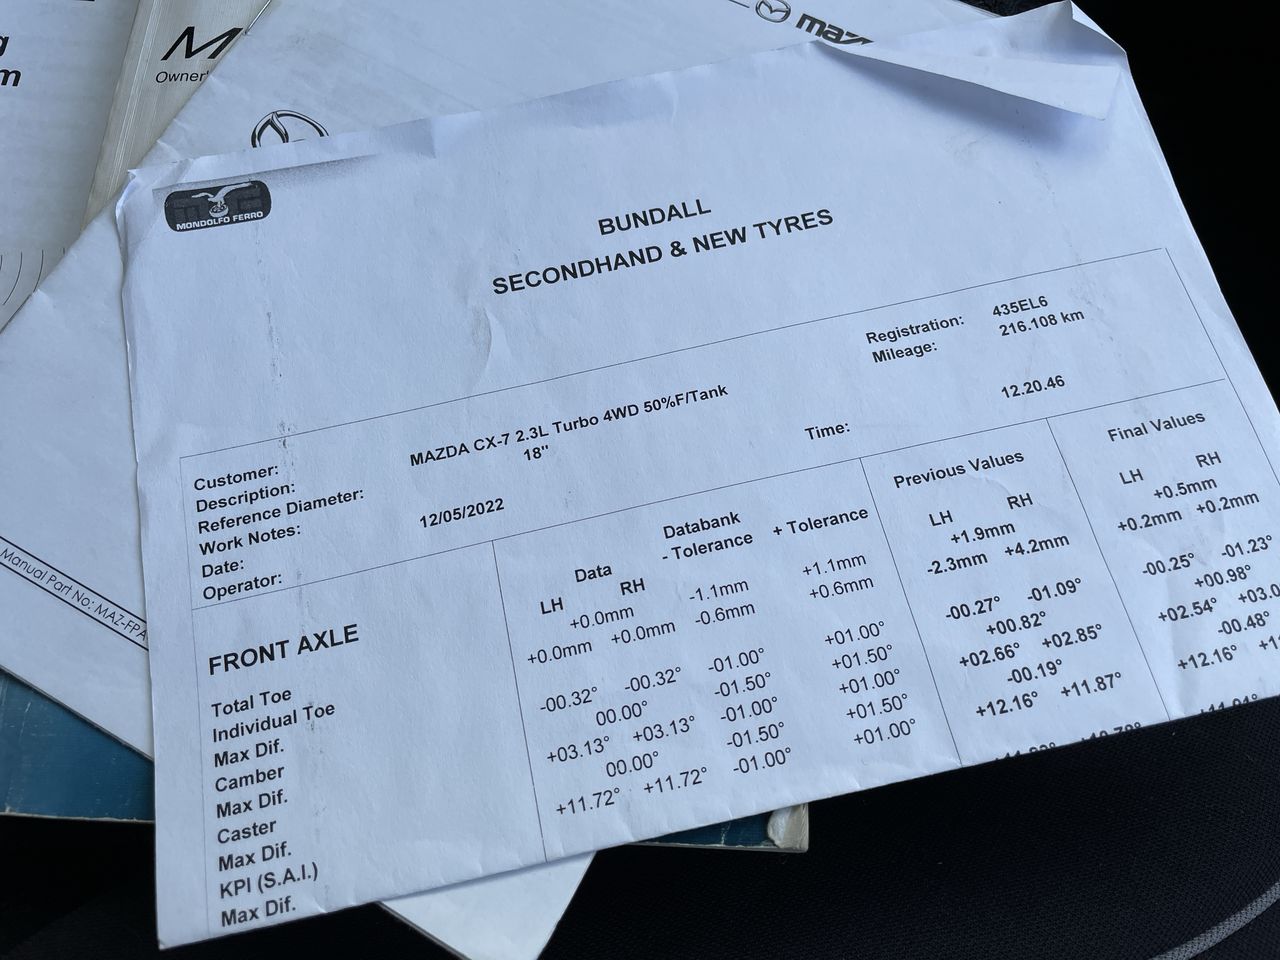 g
m
M
Owner'
maz
Manual Part No: MAZ-FPA
MONDOLFO FERRO
BUNDALL
SECONDHAND & NEW TYRES
Registration: 435EL6
Mileage: 216.108 km
Customer:
Description: MAZDA CX-7 2.3L Turbo 4WD 50%F/Tank
Reference Diameter: 18"
Work Notes:
Date: 12/05/2022
Time: 12.20.46
Operator:
Databank Previous Values Final Values
Data - Tolerance + Tolerance
LH RH LH RH LH RH
FRONT AXLE
Total Toe +0.0mm -1.1mm +1.1mm +1.9mm +0.5mm
Individual Toe +0.0mm +0.0mm -0.6mm +0.6mm -2.3mm +4.2mm +0.2mm +0.2mm
Max Dif.
Camber -00.32° -00.32° -01.00° +01.00° -00.27° -01.09° -00.25° -01.23°
Max Dif. 00.00° -01.50° +01.50° +00.82° +00.98°
Caster +03.13° +03.13° -01.00° +01.00° +02.66° +02.85° +02.54° +03.0
Max Dif. 00.00° -01.50° +01.50° -00.19° -00.48°
KPI (S.A.I.) +11.72° +11.72° -01.00° +01.00° +12.16° +11.87° +12.16° +1
Max Dif.